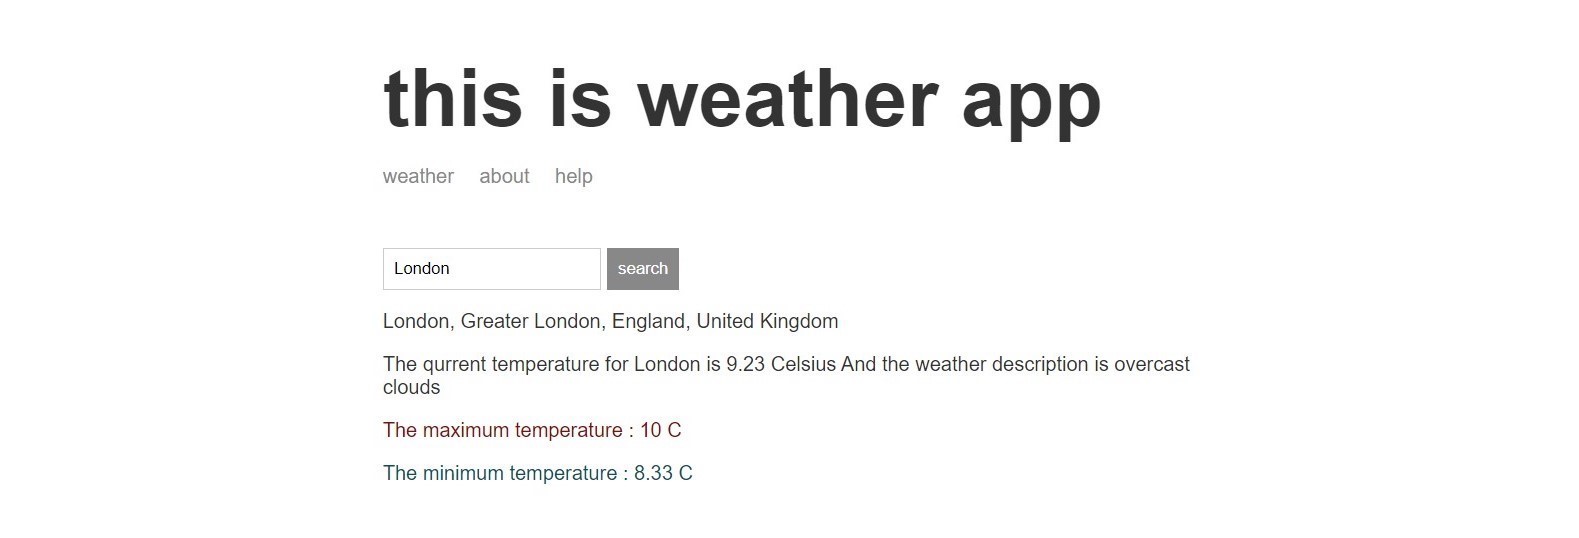 this is weather app
weather about help
London search
London, Greater London, England, United Kingdom
The qurrent temperature for London is 9.23 Celsius And the weather description is overcast
clouds
The maximum temperature : 10 C
The minimum temperature : 8.33 C